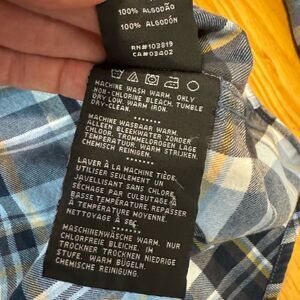 100% ALGODÃO
100% ALGODÓN
RN#103819
CA#03402
MACHINE WASH WARM. ONLY
NON-CHLORINE BLEACH. TUMBLE
DRY LOW. WARM IRON.
DRY-CLEAN.
MACHINE WASBAAR WARM.
ALLEEN BLEEKWATER ZONDER
CHLOOR. TROMMELDROGEN LAGE
TEMPERATUUR. WARM STRIJKEN.
CHEMISCH REINIGEN.
LAVER À LA MACHINE TIÈDE.
UTILISER SEULEMENT UN
JAVELLISANT SANS CHLORE.
SÉCHAGE PAR CULBUTAGE À
BASSE TEMPÉRATURE. REPASSER
À TEMPÉRATURE MOYENNE.
NETTOYAGE À SEC.
MASCHINENWÄSCHE WARM. NUR
CHLORFREIE BLEICHE. IM
TROCKNER TROCKNEN NIEDRIGE
STUFE. WARM BÜGELN.
CHEMISCHE REINIGUNG.